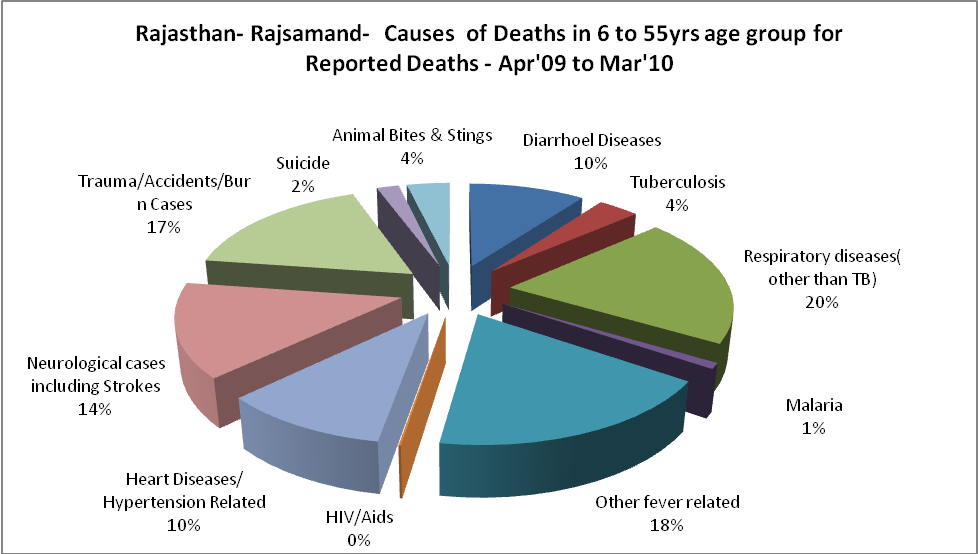 Rajasthan- Rajsamand-  Causes  of Deaths in 6 to 55yrs age group for
Reported Deaths - Apr'09 to Mar'10
Animal Bites & Stings
4%
Diarrhoel Diseases
10%
Suicide
2%
Tuberculosis
4%
Trauma/Accidents/Bur
n Cases
17%
Respiratory diseases(
other than TB)
20%
Neurological cases
including Strokes
14%
Malaria
1%
Heart Diseases/
Hypertension Related
10%
HIV/Aids
0%
Other fever related
18%